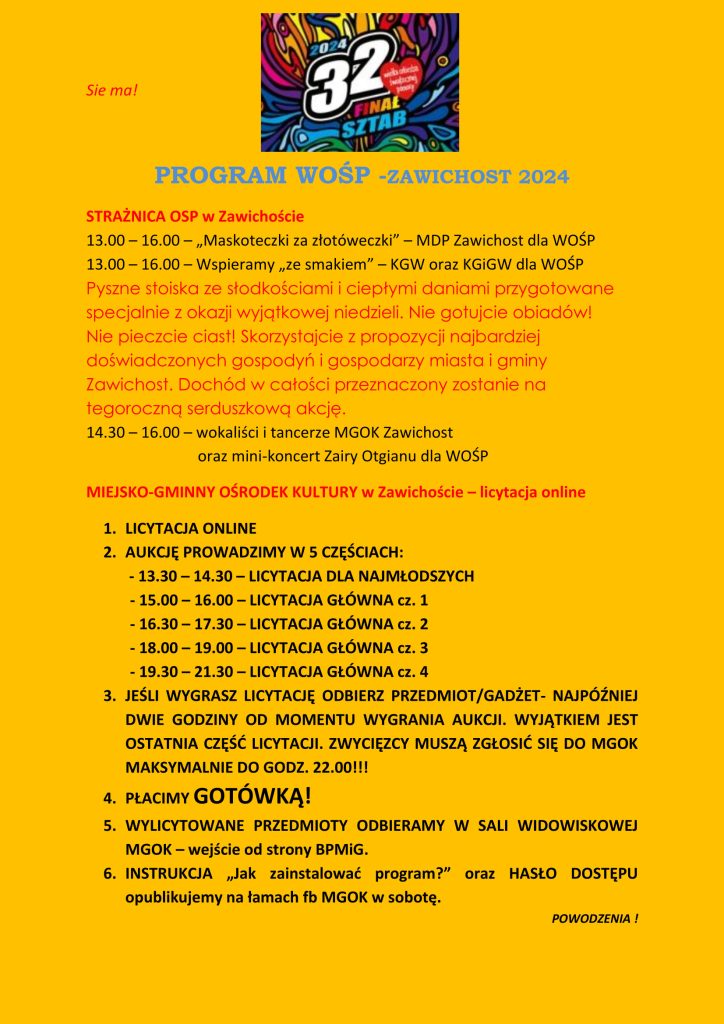 Sie ma!
2024
32
wielka orkiestra
świątecznej
pomocy
FINAŁ
SZTAB
PROGRAM WOŚP -ZAWICHOST 2024
STRAŻNICA OSP w Zawichoście
13.00 – 16.00 – „Maskoteczki za złotóweczki” – MDP Zawichost dla WOŚP
13.00 – 16.00 – Wspieramy „ze smakiem” – KGW oraz KGiGW dla WOŚP
Pyszne stoiska ze słodkościami i ciepłymi daniami przygotowane
specjalnie z okazji wyjątkowej niedzieli. Nie gotujcie obiadów!
Nie pieczcie ciast! Skorzystajcie z propozycji najbardziej
doświadczonych gospodyń i gospodarzy miasta i gminy
Zawichost. Dochód w całości przeznaczony zostanie na
tegoroczną serduszkową akcję.
14.30 – 16.00 – wokaliści i tancerze MGOK Zawichost
oraz mini-koncert Zairy Otgianu dla WOŚP
MIEJSKO-GMINNY OŚRODEK KULTURY w Zawichoście – licytacja online
1. LICYTACJA ONLINE
2. AUKCJĘ PROWADZIMY W 5 CZĘŚCIACH:
- 13.30 – 14.30 – LICYTACJA DLA NAJMŁODSZYCH
- 15.00 – 16.00 – LICYTACJA GŁÓWNA cz. 1
- 16.30 – 17.30 – LICYTACJA GŁÓWNA cz. 2
- 18.00 – 19.00 – LICYTACJA GŁÓWNA cz. 3
- 19.30 – 21.30 – LICYTACJA GŁÓWNA cz. 4
3. JEŚLI WYGRASZ LICYTACJĘ ODBIERZ PRZEDMIOT/GADŻET- NAJPÓŹNIEJ
DWIE GODZINY OD MOMENTU WYGRANIA AUKCJI. WYJĄTKIEM JEST
OSTATNIA CZĘŚĆ LICYTACJI. ZWYCIĘZCY MUSZĄ ZGŁOSIĆ SIĘ DO MGOK
MAKSYMALNIE DO GODZ. 22.00!!!
4. PŁACIMY GOTÓWKĄ!
5. WYLICYTOWANE PRZEDMIOTY ODBIERAMY W SALI WIDOWISKOWEJ
MGOK – wejście od strony BPMiG.
6. INSTRUKCJA „Jak zainstalować program?” oraz HASŁO DOSTĘPU
opublikujemy na łamach fb MGOK w sobotę.
POWODZENIA !